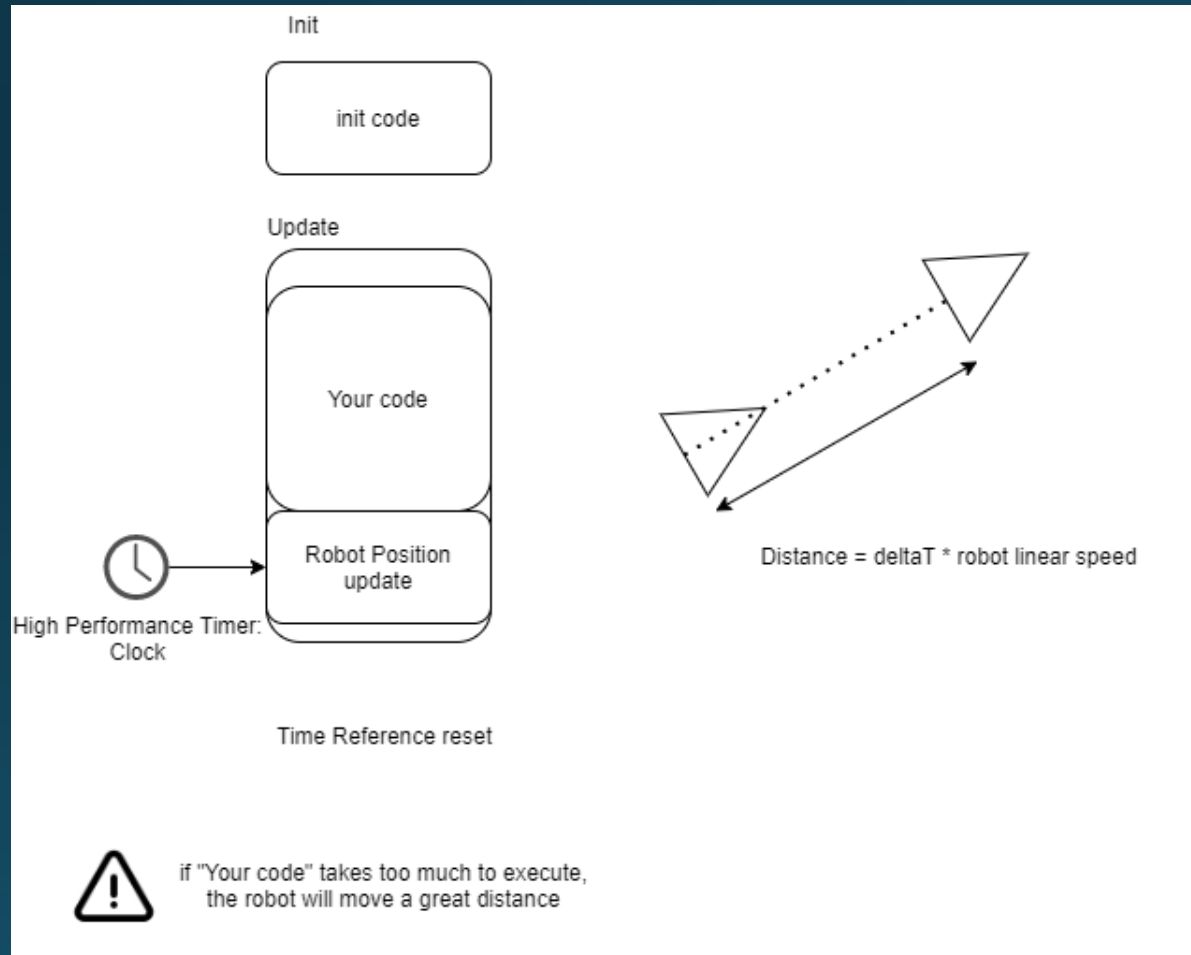 Init
init code
Update
Your code
Robot Position
update
High Performance Timer:
Clock
Distance = deltaT * robot linear speed
Time Reference reset
if "Your code" takes too much to execute,
the robot will move a great distance